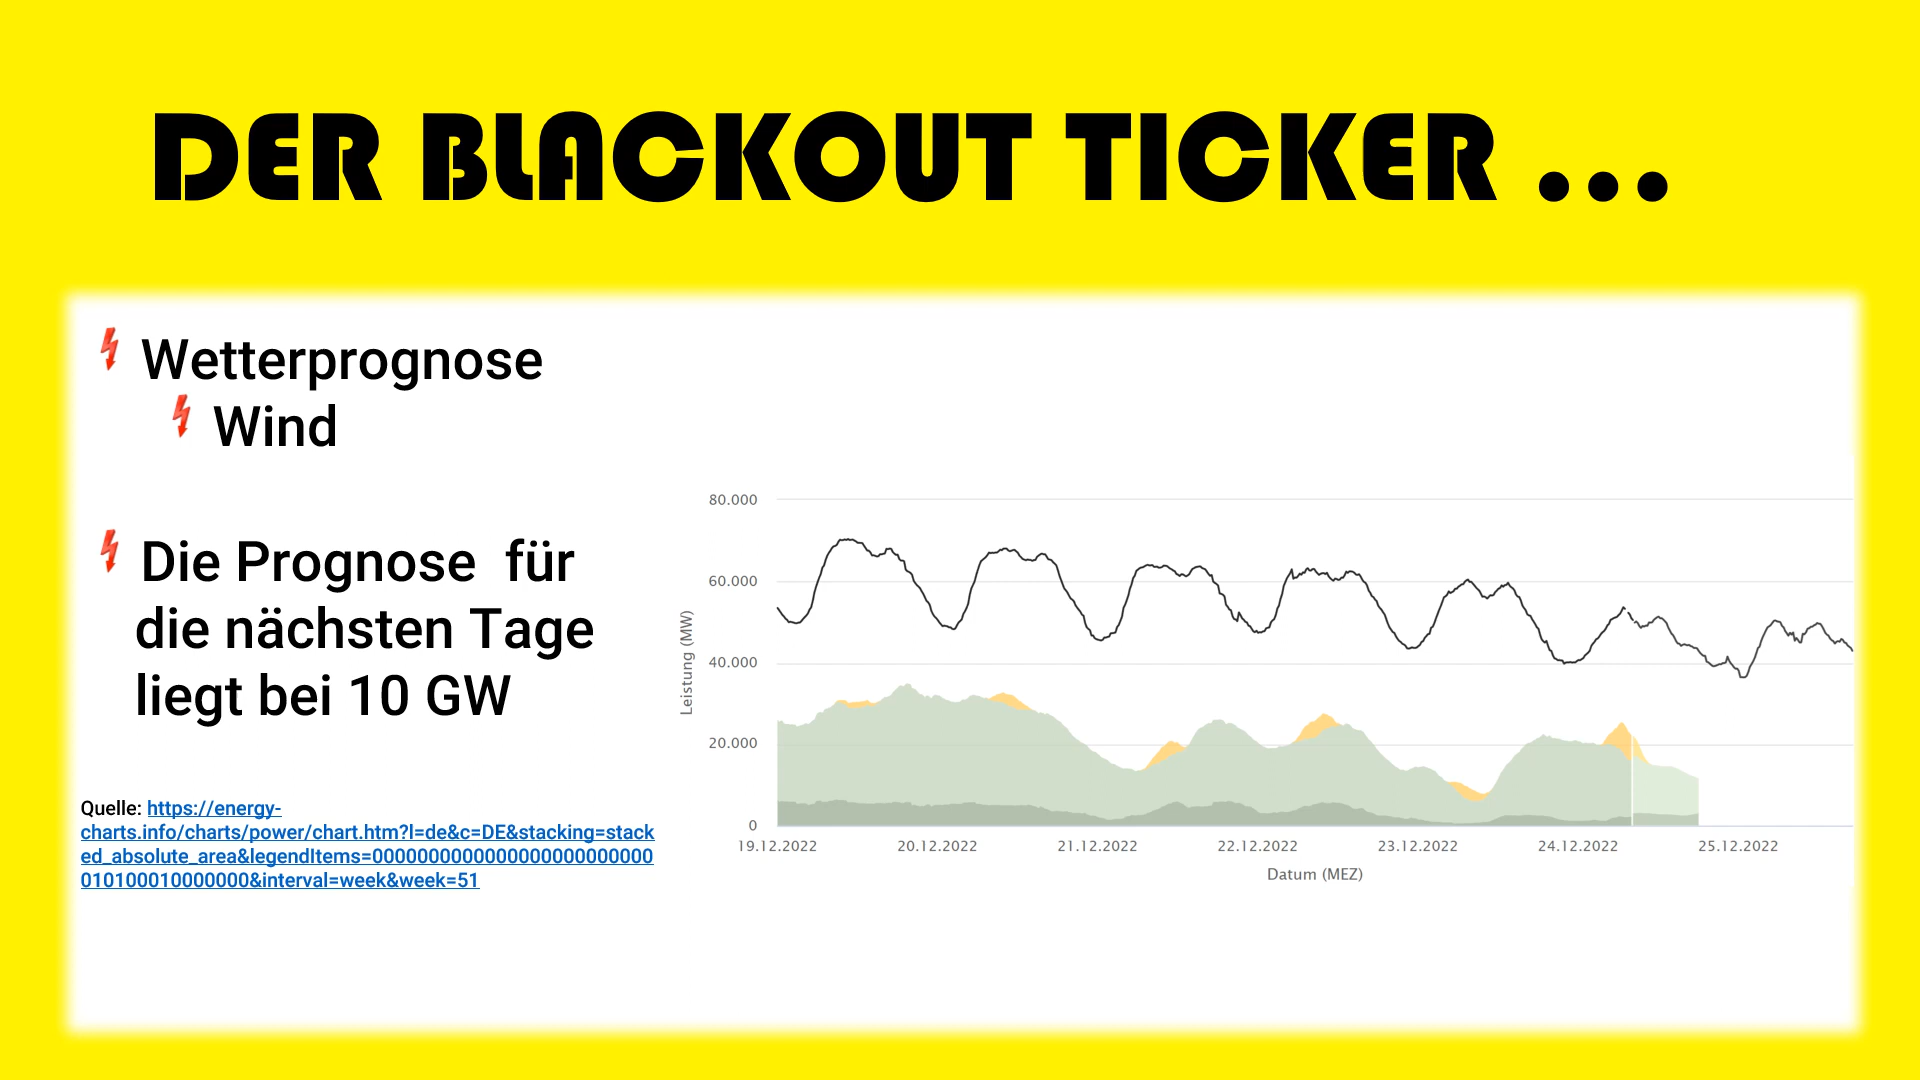 DER BLACKOUT TICKER ...
Wetterprognose
Wind
Die Prognose für
die nächsten Tage
liegt bei 10 GW
Quelle: https://energy-
charts.info/charts/power/chart.htm?l=de&c=DE&stacking=stack
ed_absolute_area&legendItems=0000000000000000000000000
010100010000000&interval=week&week=51
80.000
60.000
40.000
20.000
0
Leistung (MW)
19.12.2022 20.12.2022 21.12.2022 22.12.2022 23.12.2022 24.12.2022 25.12.2022
Datum (MEZ)